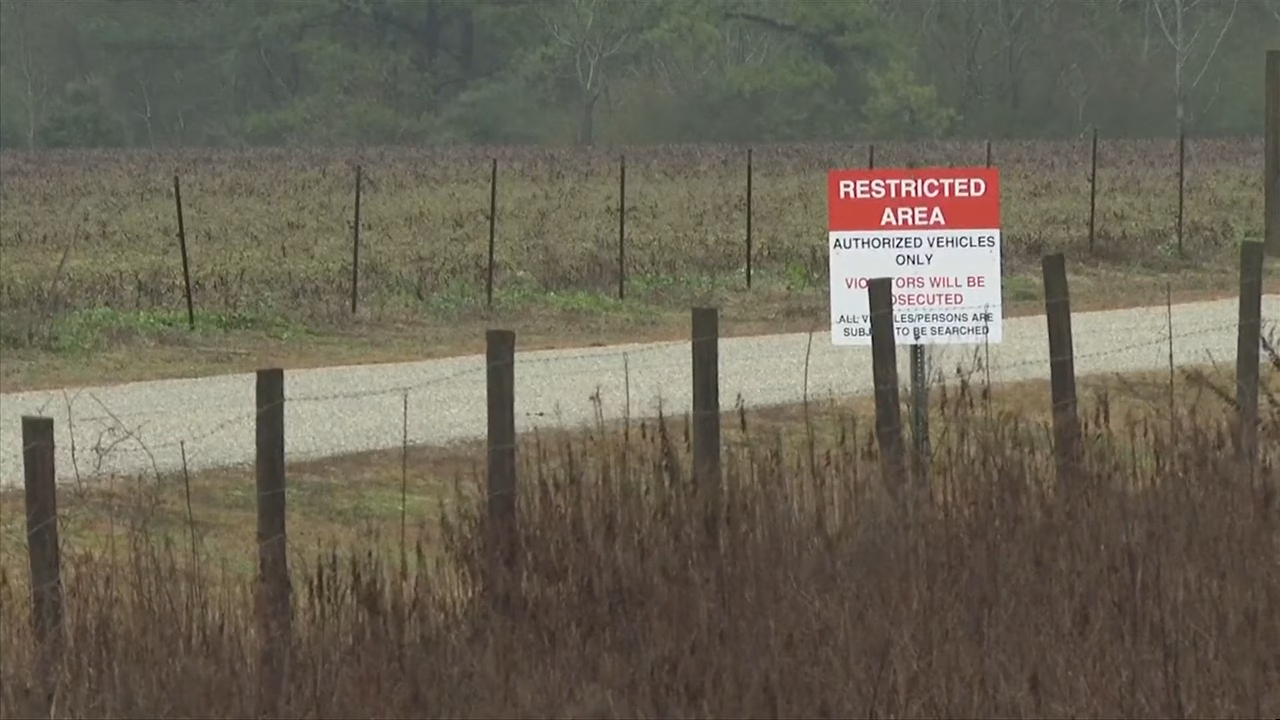 RESTRICTED
AREA
AUTHORIZED VEHICLES
ONLY
WILL BE
ALL ARE
TO BE SEARCHED